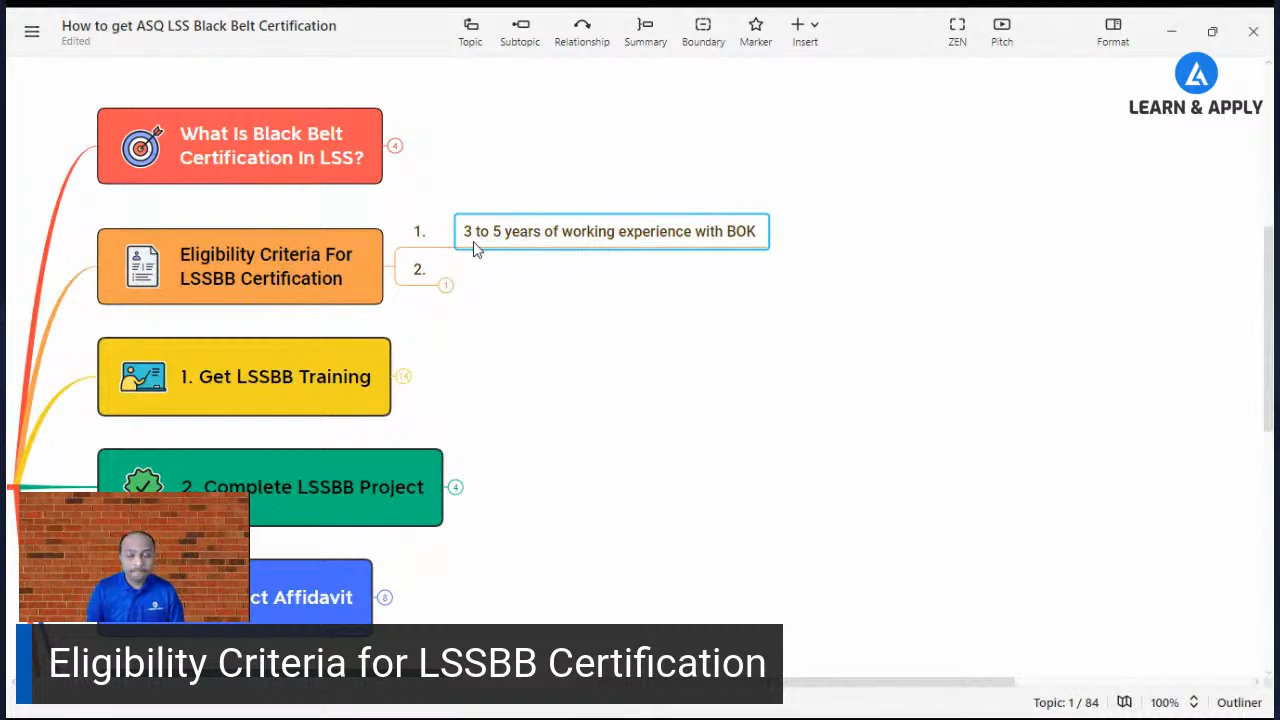 How to get ASQ LSS Black Belt Certification
Edited
Topic
Subtopic
Relationship
Summary
Boundary
Marker
Insert
ZEN
Pitch
Format
LEARN & APPLY
What Is Black Belt
Certification In LSS?
4
Eligibility Criteria For
LSSBB Certification
1.
3 to 5 years of working experience with BOK
2.
1
1. Get LSSBB Training
14
2. Complete LSSBB Project
4
ct Affidavit
8
Eligibility Criteria for LSSBB Certification
Topic: 1 / 84
100%
Outliner